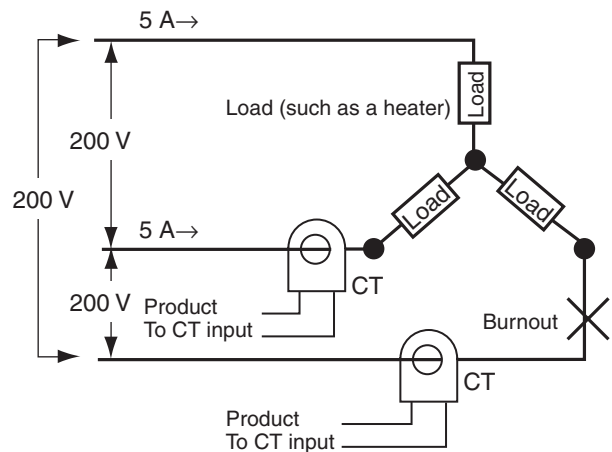 5 A→
Load
Load (such as a heater)
200 V
200 V
Load
Load
5 A→
CT
200 V
Product
To CT input
Burnout
CT
Product
To CT input